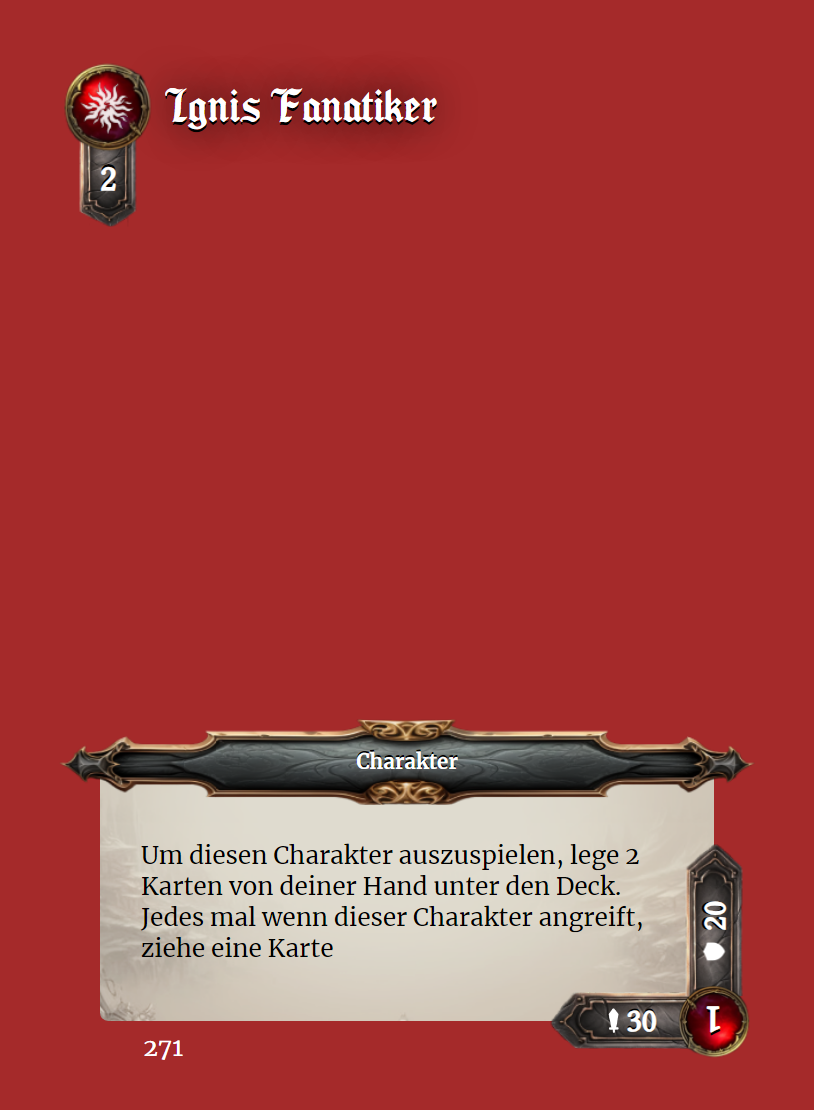 Ignis Fanatiker
2
Charakter
Um diesen Charakter auszuspielen, lege 2
Karten von deiner Hand unter den Deck.
Jedes mal wenn dieser Charakter angreift,
ziehe eine Karte
20
30
1
271